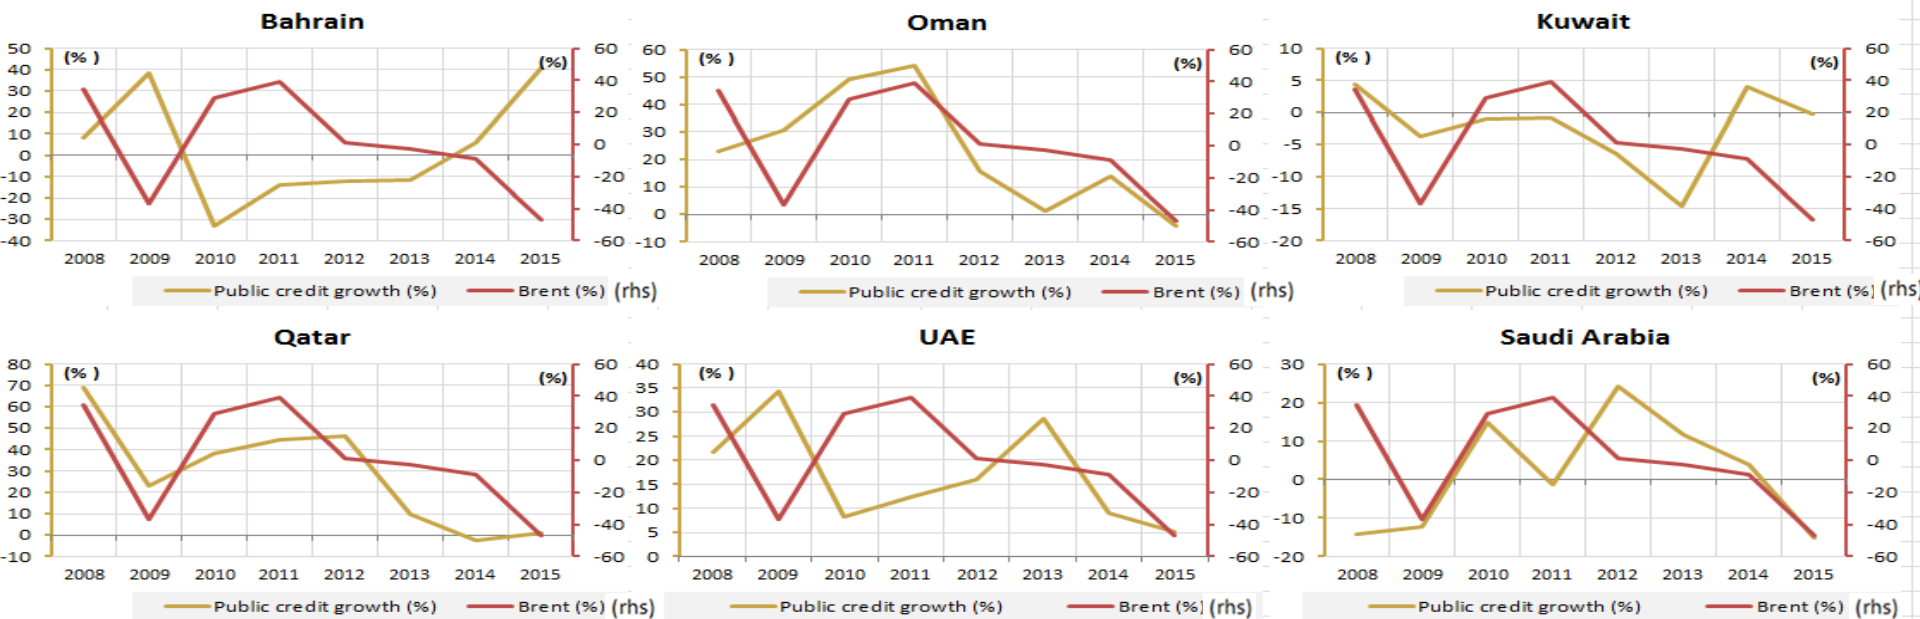 Bahrain
50 (% ) (%) 60
40 40
30
20 20
10 0
0
-10 -20
-20
-30 -40
-40 -60
2008 2009 2010 2011 2012 2013 2014 2015
Public credit growth (%) Brent (%) (rhs)
Oman
60 (% ) (%) 60
50 40
40 20
30 0
20 -20
10
0 -40
-10 -60
2008 2009 2010 2011 2012 2013 2014 2015
Public credit growth (%) Brent (%) (rhs)
Kuwait
10 (% ) (%) 60
5 40
0 20
-5 0
-10 -20
-15 -40
-20 -60
2008 2009 2010 2011 2012 2013 2014 2015
Public credit growth (%) Brent (%) (rhs)
Qatar
80 (% ) (%) 60
70 40
60
50 20
40 0
30
20 -20
10 -40
0
-10 -60
2008 2009 2010 2011 2012 2013 2014 2015
Public credit growth (%) Brent (%) (rhs)
UAE
40 (% ) (%) 60
35 40
30 20
25
20 0
15 -20
10
5 -40
0 -60
2008 2009 2010 2011 2012 2013 2014 2015
Public credit growth (%) Brent (%) (rhs)
Saudi Arabia
30 (% ) (%) 60
20 40
20
10 0
0 -20
-10 -40
-20 -60
2008 2009 2010 2011 2012 2013 2014 2015
Public credit growth (%) Brent (%) (rhs)